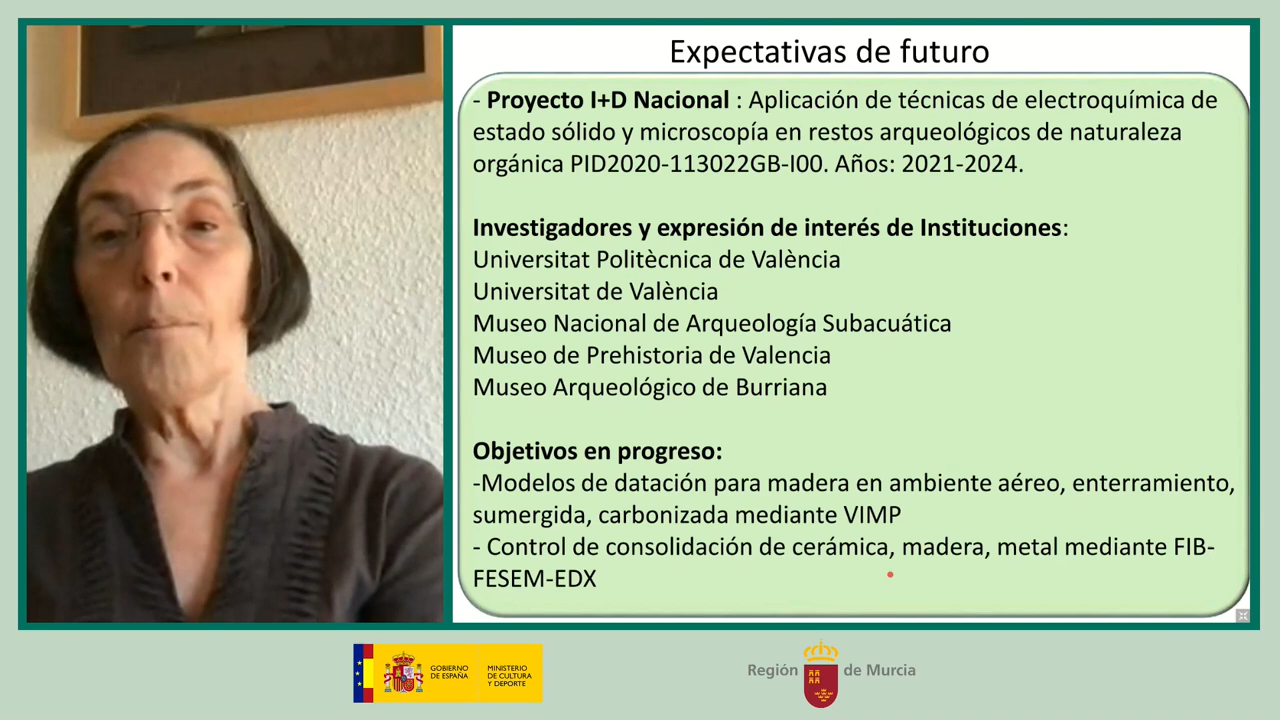 Expectativas de futuro
- Proyecto I+D Nacional : Aplicación de técnicas de electroquímica de
estado sólido y microscopía en restos arqueológicos de naturaleza
orgánica PID2020-113022GB-I00. Años: 2021-2024.
Investigadores y expresión de interés de Instituciones:
Universitat Politècnica de València
Universitat de València
Museo Nacional de Arqueología Subacuática
Museo de Prehistoria de Valencia
Museo Arqueológico de Burriana
Objetivos en progreso:
-Modelos de datación para madera en ambiente aéreo, enterramiento,
sumergida, carbonizada mediante VIMP
- Control de consolidación de cerámica, madera, metal mediante FIB-
FESEM-EDX
GOBIERNO
DE ESPAÑA
MINISTERIO
DE CULTURA
Y DEPORTE
Región de Murcia